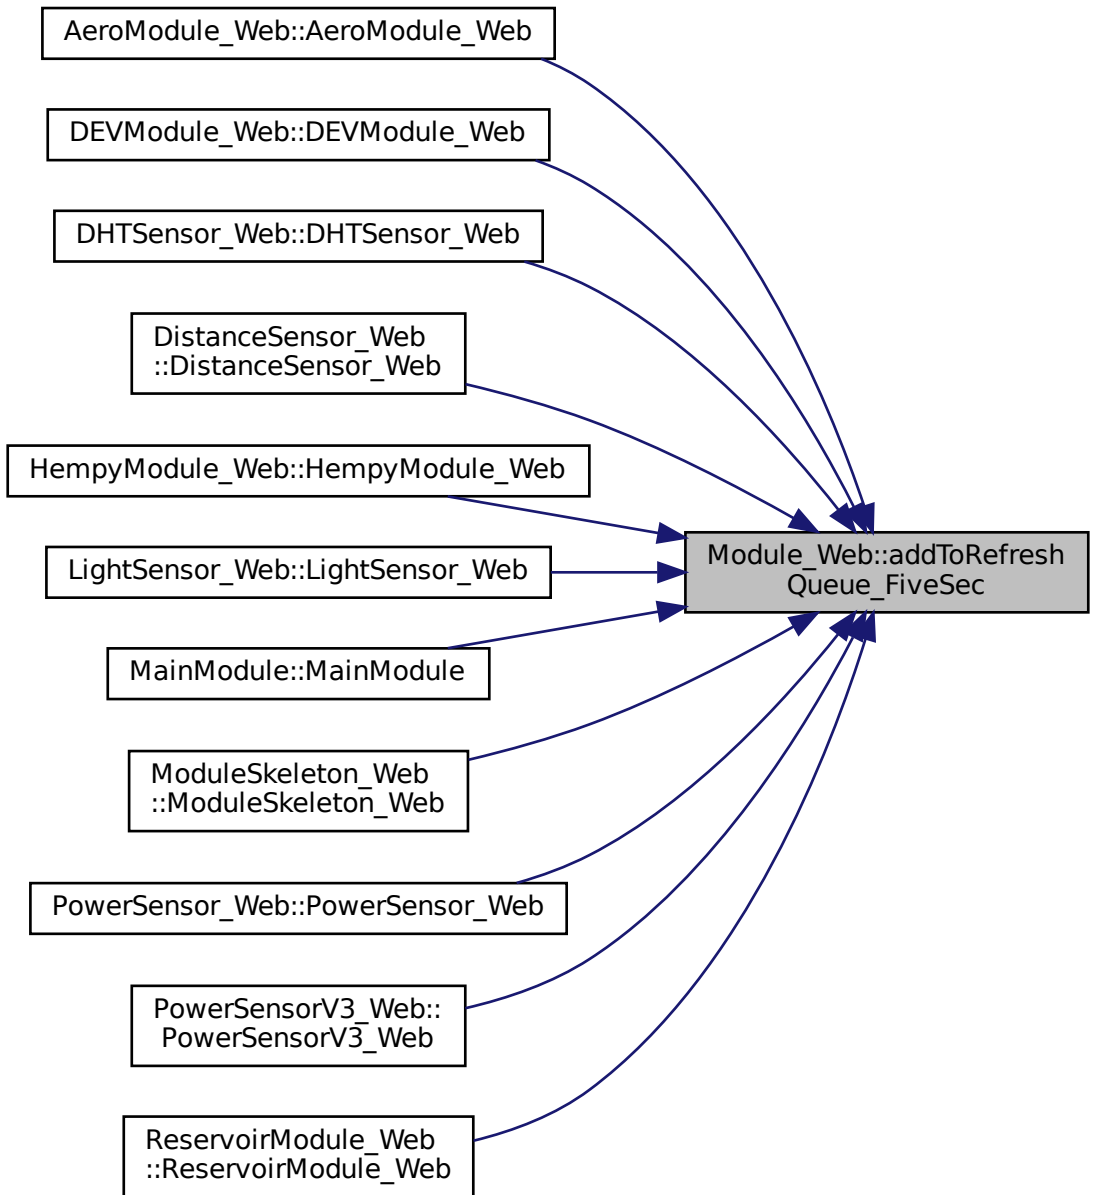 AeroModule_Web::AeroModule_Web
DEVModule_Web::DEVModule_Web
DHTSensor_Web::DHTSensor_Web
DistanceSensor_Web
::DistanceSensor_Web
HempyModule_Web::HempyModule_Web
LightSensor_Web::LightSensor_Web
MainModule::MainModule
ModuleSkeleton_Web
::ModuleSkeleton_Web
PowerSensor_Web::PowerSensor_Web
PowerSensorV3_Web::
PowerSensorV3_Web
ReservoirModule_Web
::ReservoirModule_Web
Module_Web::addToRefresh
Queue_FiveSec